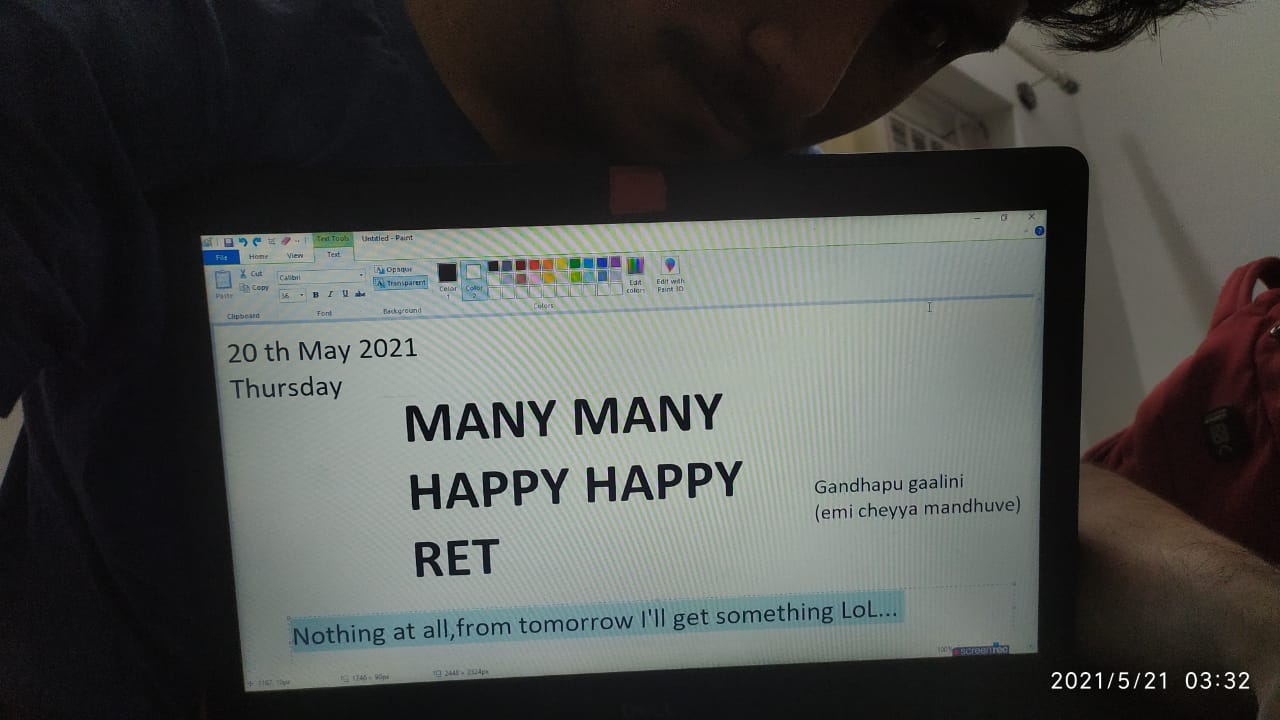 Text Tools
Untitled - Paint
File
Home
View
Text
Paste
Cut
Copy
Clipboard
Calibri
36
B I U abc
Font
Opaque
Transparent
Background
Color
1
Color
2
Colors
Edit
colors
Edit with
Paint 3D
20 th May 2021
Thursday
MANY MANY
HAPPY HAPPY
RET
Gandhapu gaalini
(emi cheyya mandhuve)
Nothing at all,from tomorrow I'll get something LoL...
100%
screenrec
2021/5/21 03:32